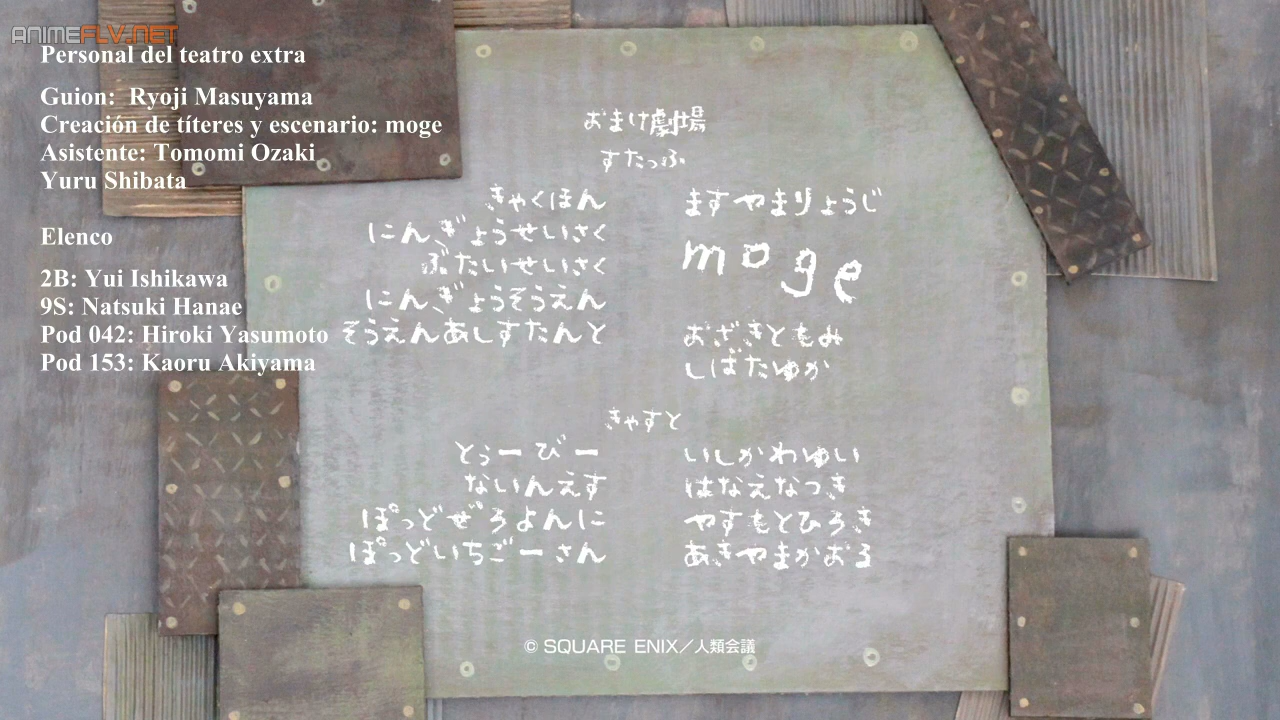 ANIMEFLV.NET
Personal del teatro extra
Guion: Ryoji Masuyama
Creación de títeres y escenario: moge
Asistente: Tomomi Ozaki
Yuru Shibata
Elenco
2B: Yui Ishikawa
9S: Natsuki Hanae
Pod 042: Hiroki Yasumoto
Pod 153: Kaoru Akiyama
おまけ劇場
すたっふ
きゃくほん ますやまりょうじ
にんぎょうせいさく moge
ぶたいせいさく
にんぎょうそうえん
そうえんあしすたんと おざきともみ
しばたゆか
きゃすと
とぅーびー いしかわゆい
ないんえす はなえなつき
ぽっどぜろよんに やすもとひろき
ぽっどいちごーさん あきやまかおる
© SQUARE ENIX／人類会議